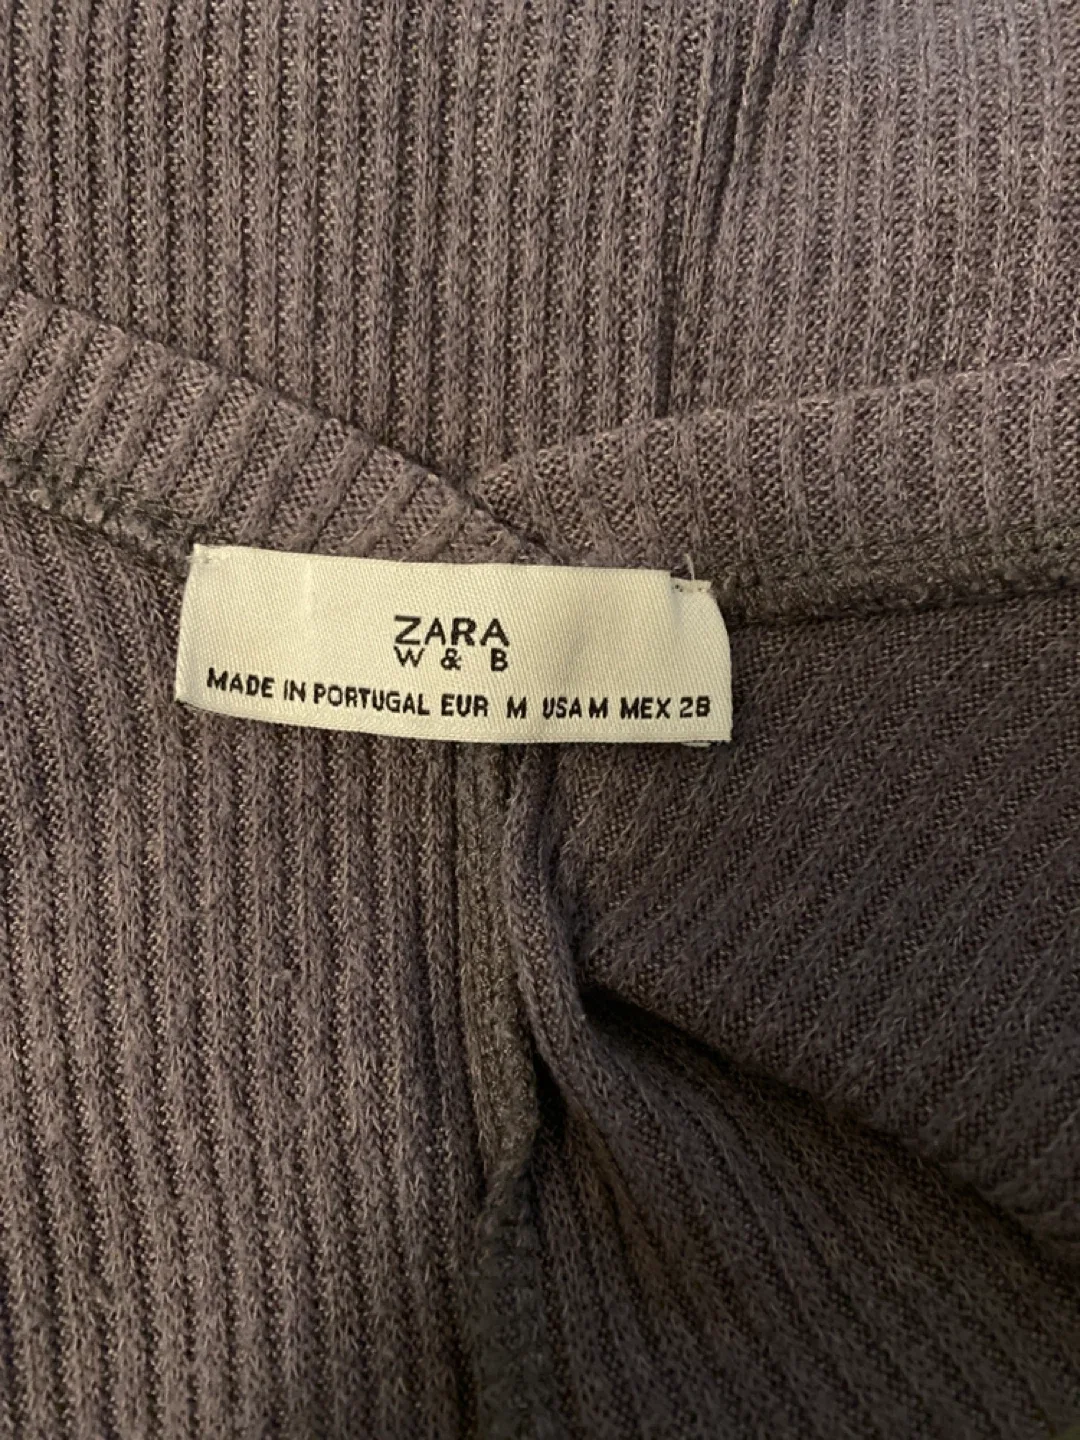 ZARA
W & B
MADE IN PORTUGAL EUR M USA M MEX 28